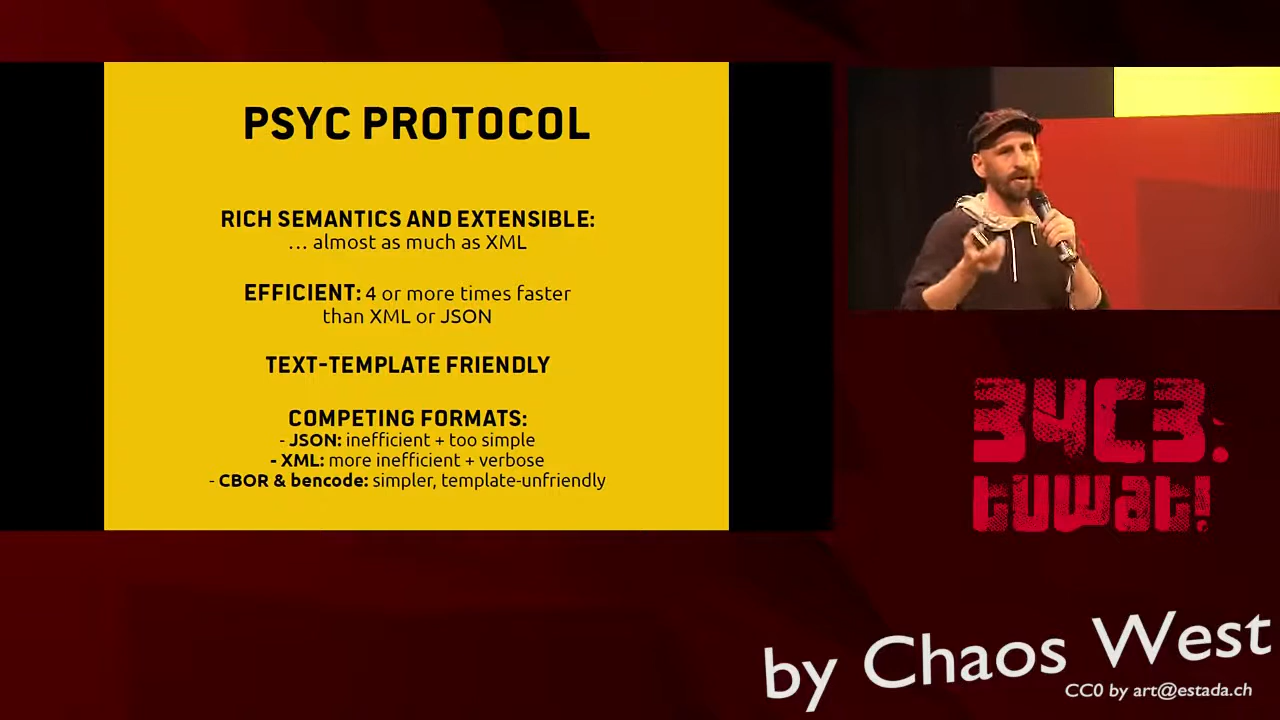 PSYC PROTOCOL
RICH SEMANTICS AND EXTENSIBLE:
… almost as much as XML
EFFICIENT: 4 or more times faster
than XML or JSON
TEXT-TEMPLATE FRIENDLY
COMPETING FORMATS:
- JSON: inefficient + too simple
- XML: more inefficient + verbose
- CBOR & bencode: simpler, template-unfriendly
34C3:
tuwat!
by Chaos West
CC0 by art@estada.ch